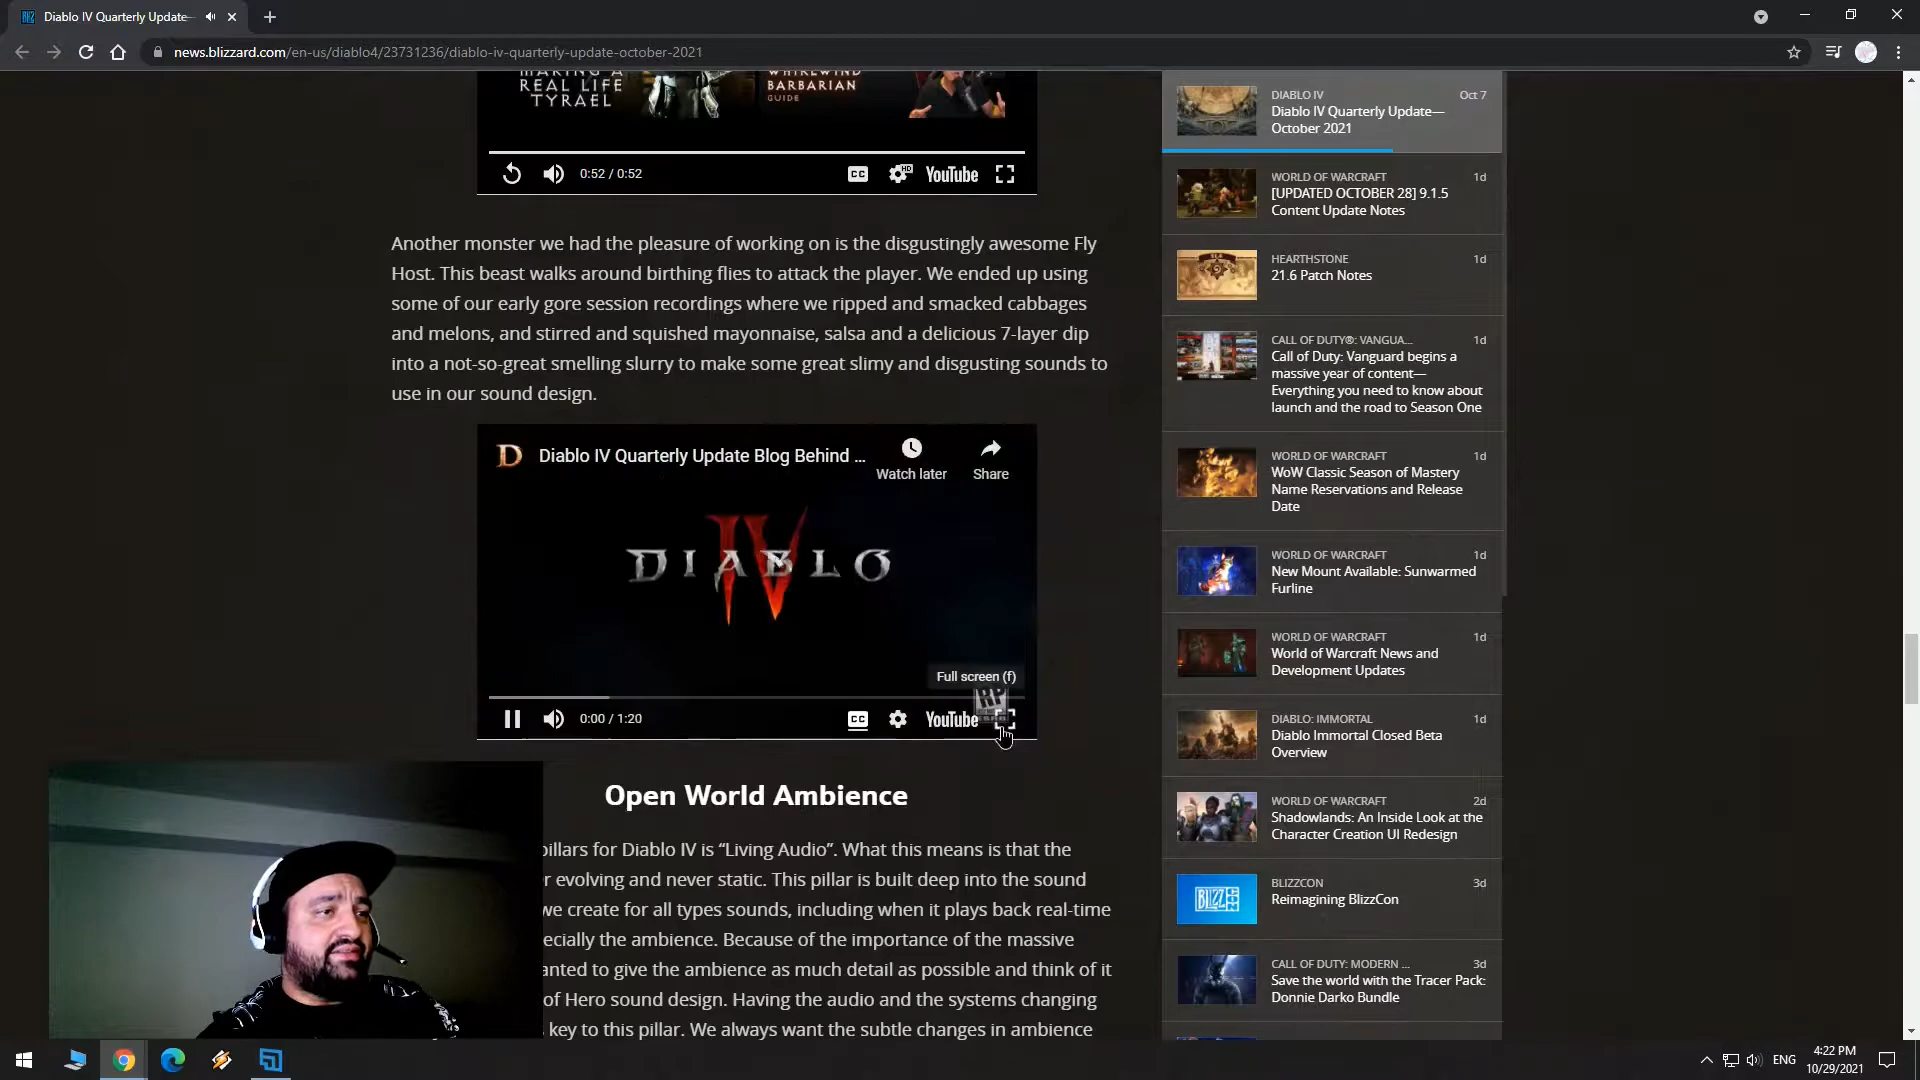 Diablo IV Quarterly Update
news.blizzard.com/en-us/diablo4/23731236/diablo-iv-quarterly-update-october-2021
MAKING A
REAL LIFE
TYRAEL
WHIRLWIND
BARBARIAN
GUIDE
0:52 / 0:52
CC
HD
YouTube
Another monster we had the pleasure of working on is the disgustingly awesome Fly
Host. This beast walks around birthing flies to attack the player. We ended up using
some of our early gore session recordings where we ripped and smacked cabbages
and melons, and stirred and squished mayonnaise, salsa and a delicious 7-layer dip
into a not-so-great smelling slurry to make some great slimy and disgusting sounds to
use in our sound design.
D
Diablo IV Quarterly Update Blog Behind ...
Watch later
Share
DIABLO
IV
Full screen (f)
RP
0:00 / 1:20
CC
YouTube
Open World Ambience
pillars for Diablo IV is “Living Audio”. What this means is that the
r evolving and never static. This pillar is built deep into the sound
we create for all types sounds, including when it plays back real-time
ecially the ambience. Because of the importance of the massive
anted to give the ambience as much detail as possible and think of it
of Hero sound design. Having the audio and the systems changing
key to this pillar. We always want the subtle changes in ambience
DIABLO IV
Oct 7
Diablo IV Quarterly Update—
October 2021
WORLD OF WARCRAFT
1d
[UPDATED OCTOBER 28] 9.1.5
Content Update Notes
HEARTHSTONE
1d
21.6 Patch Notes
CALL OF DUTY®: VANGUA...
1d
Call of Duty: Vanguard begins a
massive year of content—
Everything you need to know about
launch and the road to Season One
WORLD OF WARCRAFT
1d
WoW Classic Season of Mastery
Name Reservations and Release
Date
WORLD OF WARCRAFT
1d
New Mount Available: Sunwarmed
Furline
WORLD OF WARCRAFT
1d
World of Warcraft News and
Development Updates
DIABLO: IMMORTAL
1d
Diablo Immortal Closed Beta
Overview
WORLD OF WARCRAFT
2d
Shadowlands: An Inside Look at the
Character Creation UI Redesign
BLIZZCON
3d
Reimagining BlizzCon
CALL OF DUTY: MODERN ...
3d
Save the world with the Tracer Pack:
Donnie Darko Bundle
ENG
4:22 PM
10/29/2021